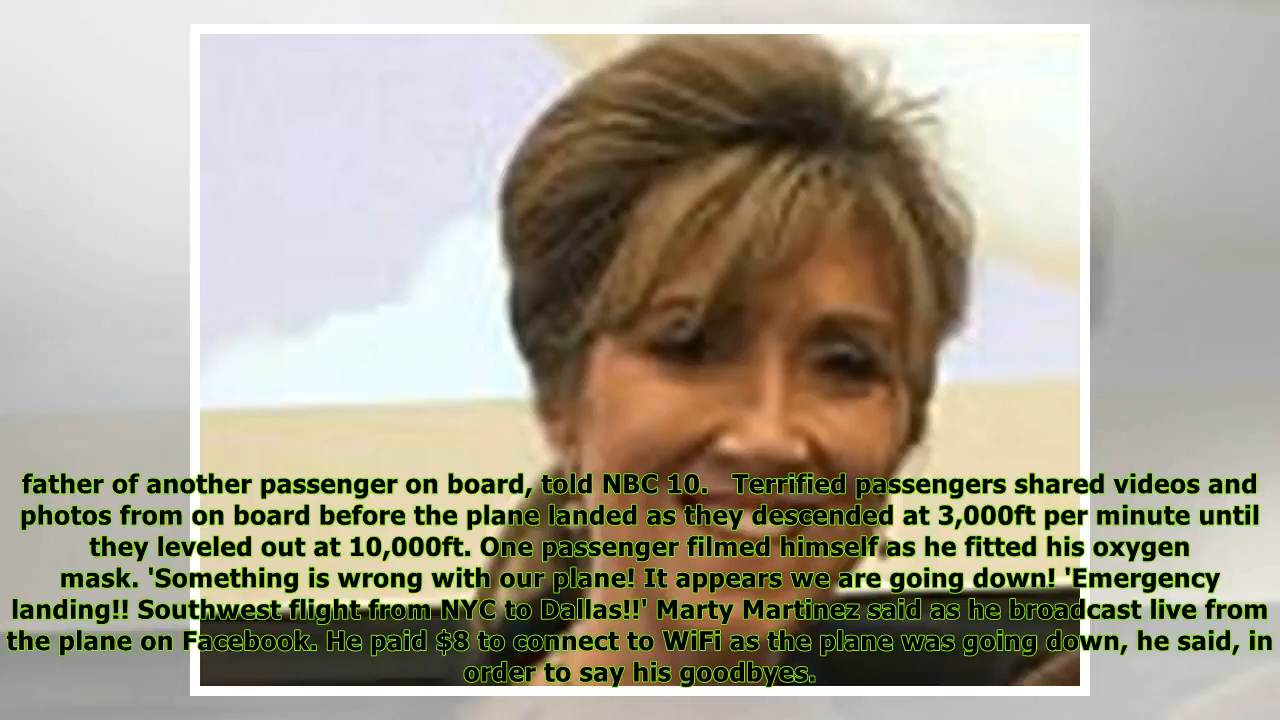 father of another passenger on board, told NBC 10.   Terrified passengers shared videos and
photos from on board before the plane landed as they descended at 3,000ft per minute until
they leveled out at 10,000ft. One passenger filmed himself as he fitted his oxygen
mask. 'Something is wrong with our plane! It appears we are going down! 'Emergency
landing!! Southwest flight from NYC to Dallas!!' Marty Martinez said as he broadcast live from
the plane on Facebook. He paid $8 to connect to WiFi as the plane was going down, he said, in
order to say his goodbyes.